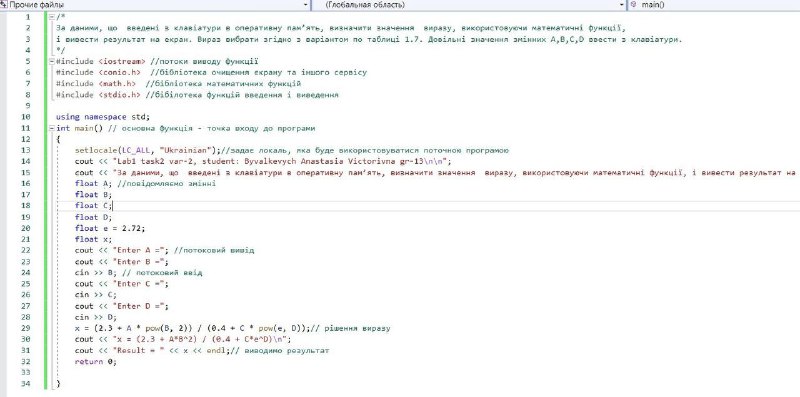 Прочие файлы
(Глобальная область)
main()
1 /*
2 За даними, що введені з клавіатури в оперативну пам’ять, визначити значення виразу, використовуючи математичні функції,
3 і вивести результат на екран. Вираз вибрати згідно з варіантом по таблиці 1.7. Довільні значення змінних A,B,C,D ввести з клавіатури.
4 */
5 #include <iostream> //потоки виводу функції
6 #include <conio.h> //бібліотека очищення екрану та іншого сервісу
7 #include <math.h> //бібліотека математичних функцій
8 #include <stdio.h> //бібілотека функцій введення і виведення
9
10 using namespace std;
11 int main() // основна функція - точка входу до програми
12 {
13 setlocale(LC_ALL, "Ukrainian");//задає локаль, яка буде використовуватися поточною програмою
14 cout << "Lab1 task2 var-2, student: Byvalkevych Anastasia Victorivna gr-13\n\n";
15 cout << "За даними, що введені з клавіатури в оперативну пам’ять, визначити значення виразу, використовуючи математичні функції, і вивести результат на
16 float A; //повідомляємо змінні
17 float B;
18 float C;
19 float D;
20 float e = 2.72;
21 float x;
22 cout << "Enter A ="; //потоковий вивід
23 cout << "Enter B =";
24 cin >> B; // потоковий ввід
25 cout << "Enter C =";
26 cin >> C;
27 cout << "Enter D =";
28 cin >> D;
29 x = (2.3 + A * pow(B, 2)) / (0.4 + C * pow(e, D));// рішення виразу
30 cout << "x = (2.3 + A*B^2) / (0.4 + C*e^D)\n";
31 cout << "Result = " << x << endl;// виводимо результат
32 return 0;
33
34 }